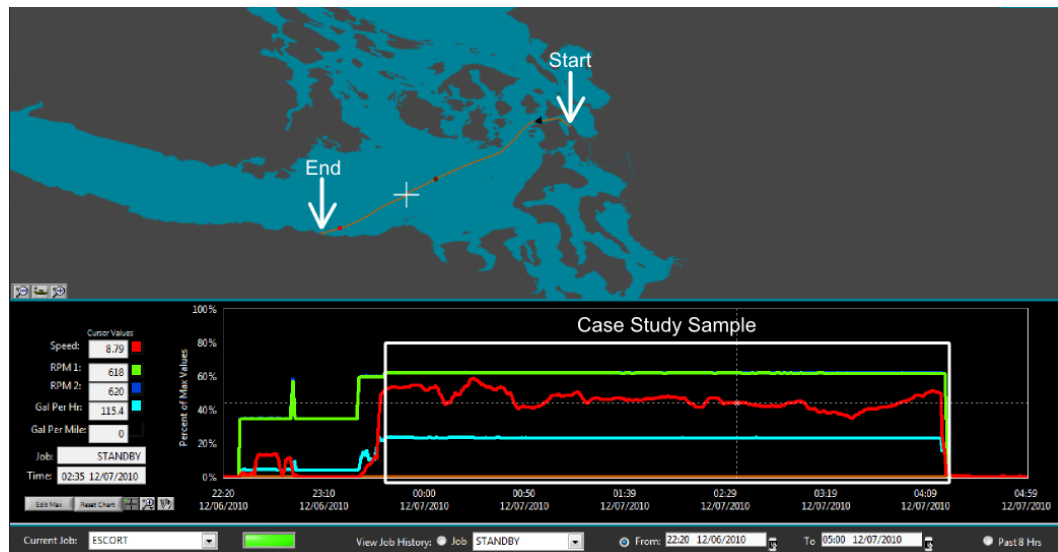 Start
End
Case Study Sample
Cursor Values
Speed: 8.79
RPM 1: 618
RPM 2: 620
Gal Per Hr: 115.4
Gal Per Mile: 0
Job: STANDBY
Time: 02:35 12/07/2010
Edit Max Reset Chart
Percent of Max Values
100%
80%
60%
40%
20%
0%
22:20 23:10 00:00 00:50 01:39 02:29 03:19 04:09 04:59
12/06/2010 12/06/2010 12/07/2010 12/07/2010 12/07/2010 12/07/2010 12/07/2010 12/07/2010 12/07/2010
Current Job: ESCORT View Job History: Job STANDBY From: 22:20 12/06/2010 To 05:00 12/07/2010 Past 8 Hrs